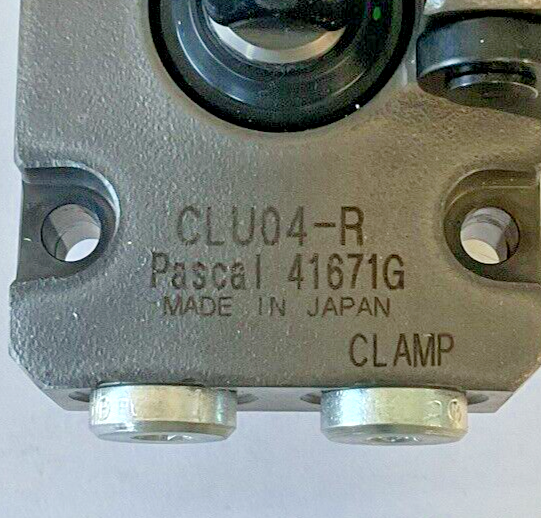 CLU04-R
Pascal 41671G
MADE IN JAPAN
CLAMP